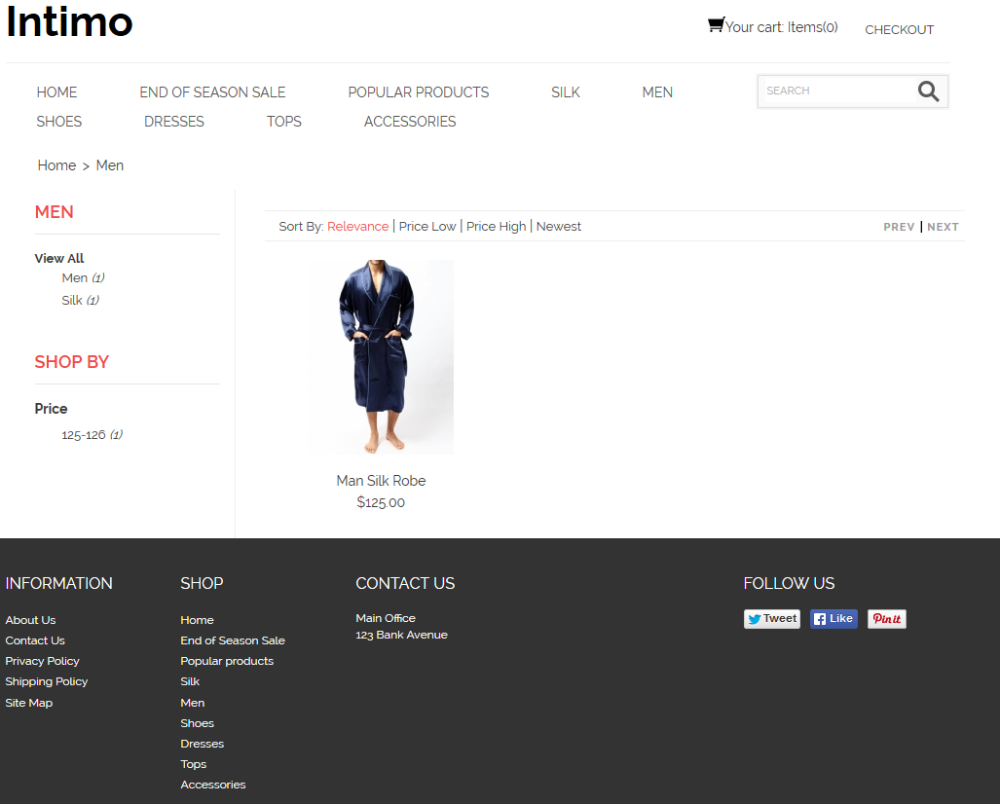 Intimo
Your cart: Items(0)
CHECKOUT
HOME END OF SEASON SALE POPULAR PRODUCTS SILK MEN
SEARCH
SHOES DRESSES TOPS ACCESSORIES
Home > Men
MEN
View All
Men (1)
Silk (1)
SHOP BY
Price
125-126 (1)
Sort By: Relevance | Price Low | Price High | Newest
PREV | NEXT
Man Silk Robe
$125.00
INFORMATION
About Us
Contact Us
Privacy Policy
Shipping Policy
Site Map
SHOP
Home
End of Season Sale
Popular products
Silk
Men
Shoes
Dresses
Tops
Accessories
CONTACT US
Main Office
123 Bank Avenue
FOLLOW US
Tweet
Like
Pin it